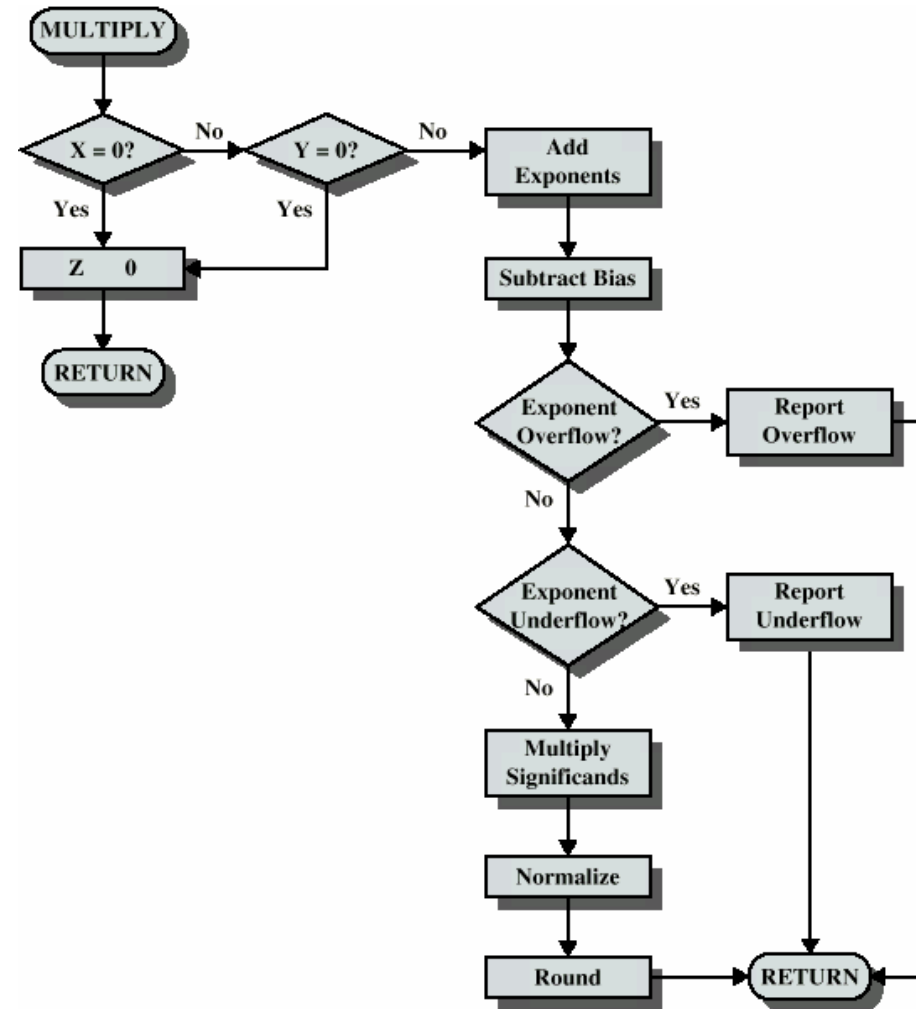 MULTIPLY
X = 0?
No
Y = 0?
No
Add
Exponents
Yes
Yes
Z 0
Subtract Bias
RETURN
Exponent
Overflow?
Yes
Report
Overflow
No
Exponent
Underflow?
Yes
Report
Underflow
No
Multiply
Significands
Normalize
Round
RETURN